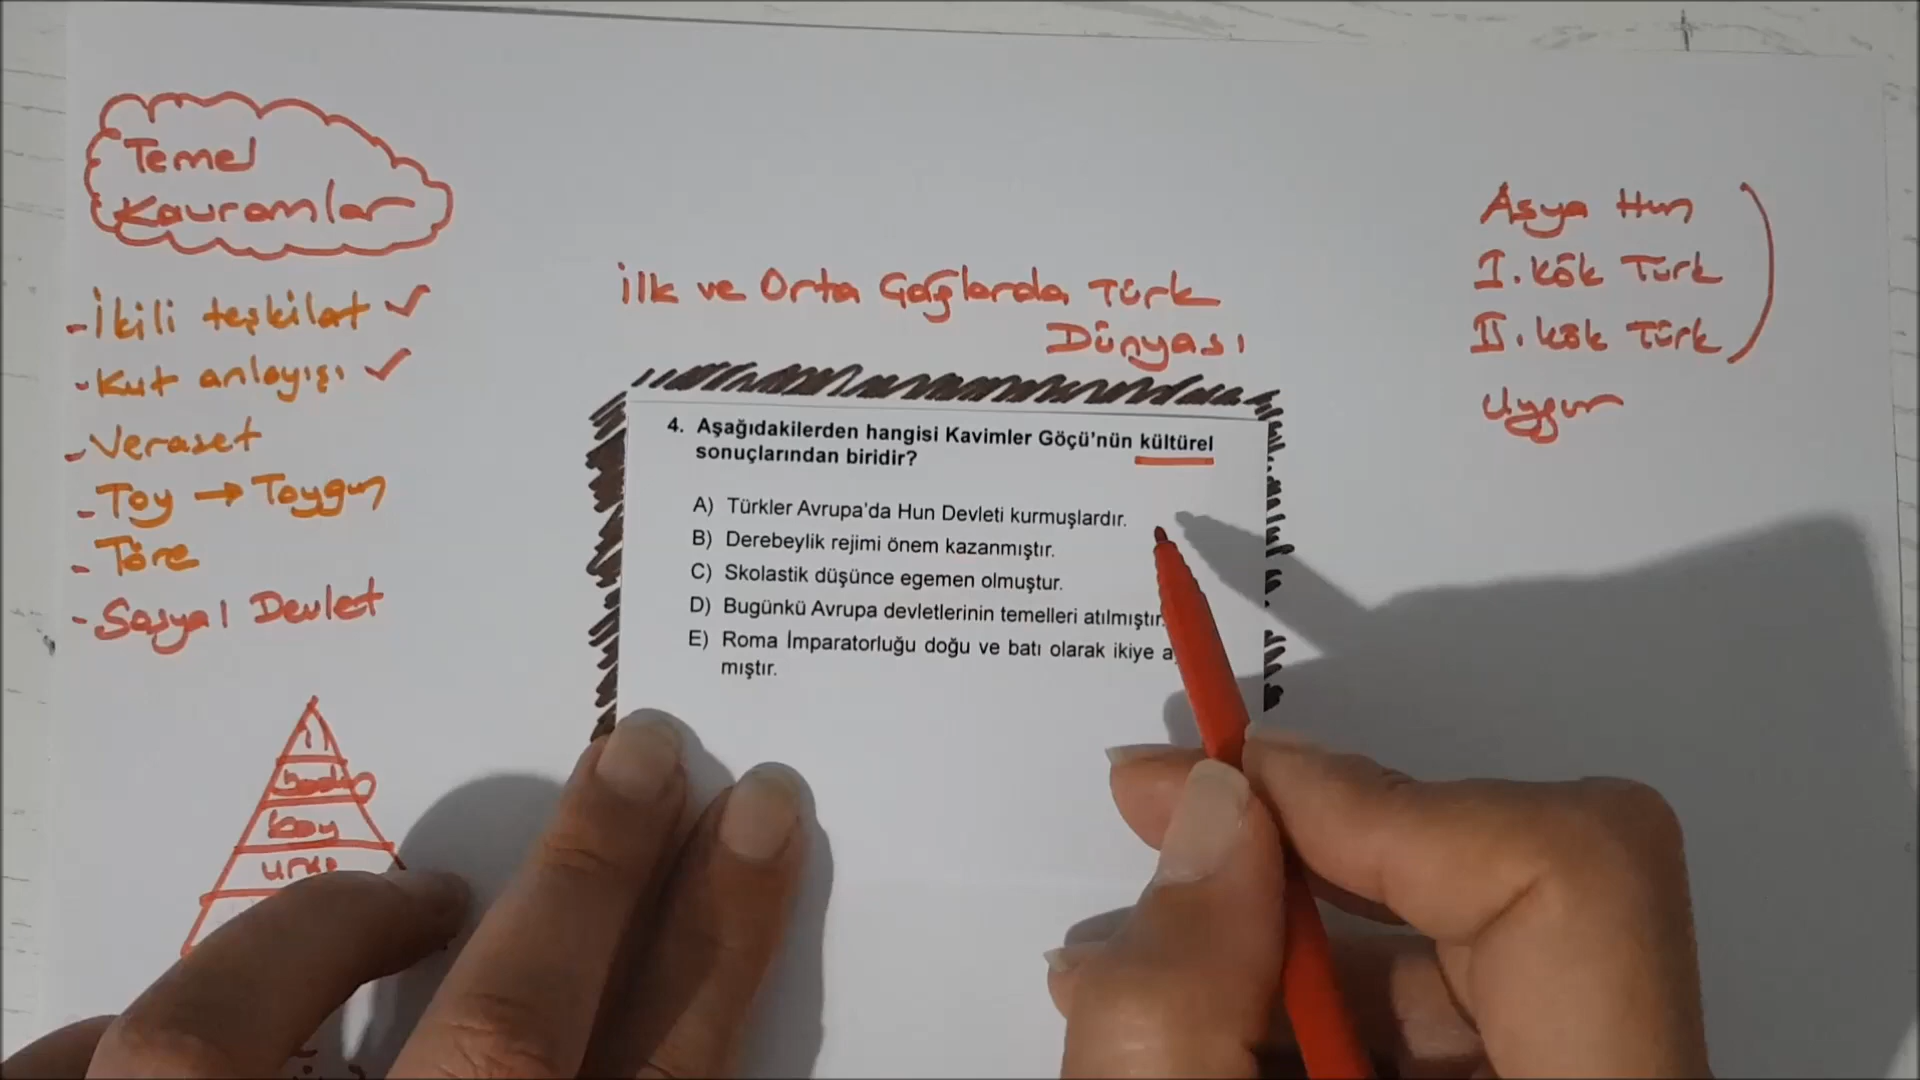 Temel
Kavramlar
-İkili teşkilat ✓
-Kut anlayışı ✓
-Veraset
-Toy → Toygun
-Töre
-Sosyal Devlet
boy
İlk ve Orta Çağlarda Türk
Dünyası
4. Aşağıdakilerden hangisi Kavimler Göçü'nün kültürel
sonuçlarından biridir?
A) Türkler Avrupa'da Hun Devleti kurmuşlardır.
B) Derebeylik rejimi önem kazanmıştır.
C) Skolastik düşünce egemen olmuştur.
D) Bugünkü Avrupa devletlerinin temelleri atılmıştır.
E) Roma İmparatorluğu doğu ve batı olarak ikiye
mıştır.
Asya Hun
I. Kök Türk
II. Kök Türk
Uygur